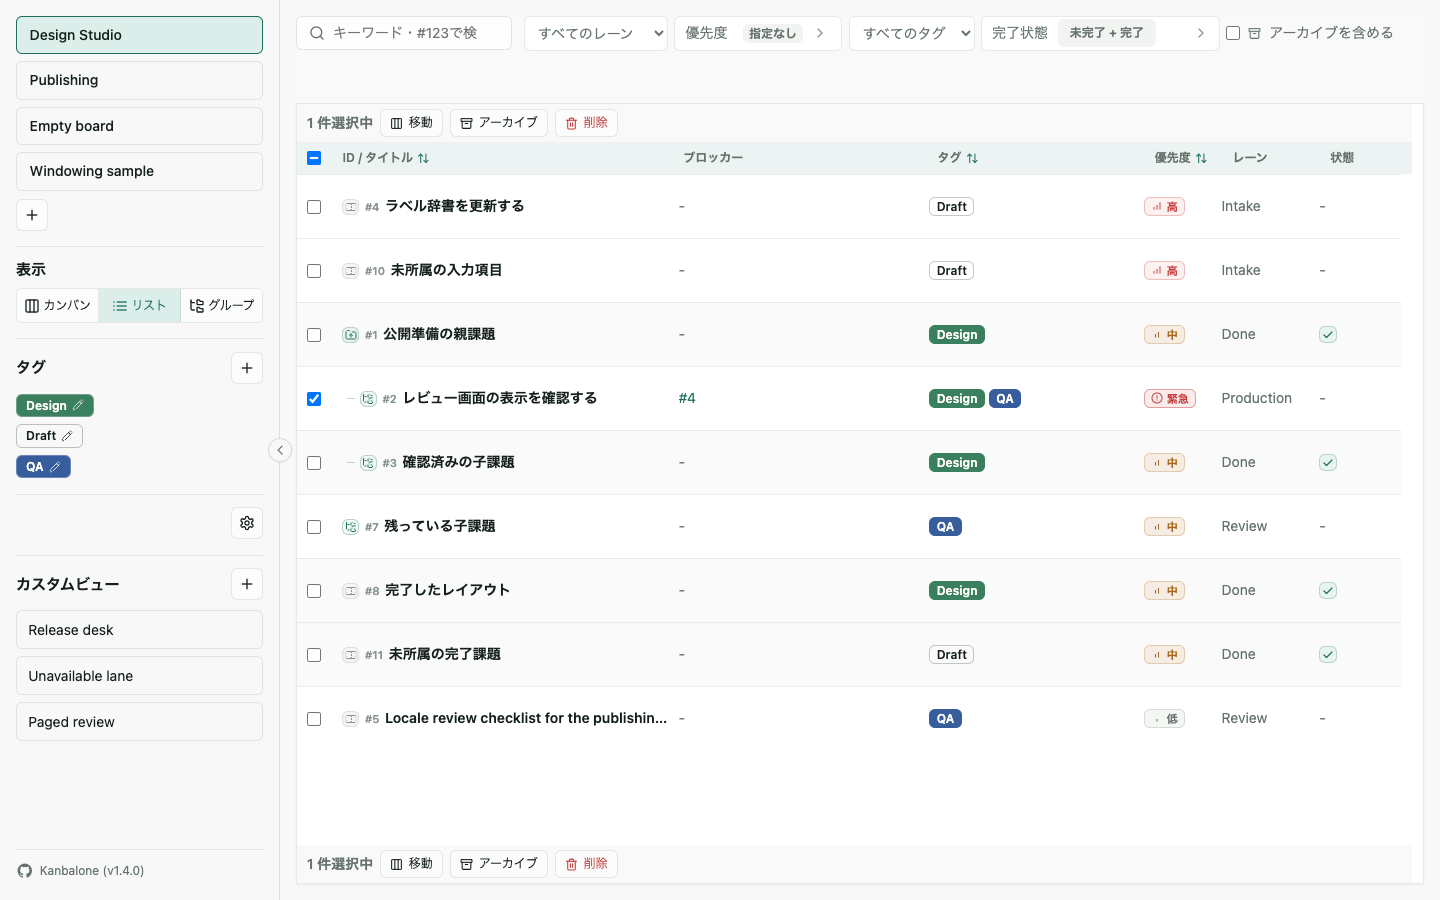 Design Studio
Publishing
Empty board
Windowing sample
表示
カンバン リスト グループ
タグ
Design
Draft
QA
カスタムビュー
Release desk
Unavailable lane
Paged review
Kanbalone (v1.4.0)
キーワード・#123で検 すべてのレーン 優先度 指定なし すべてのタグ 完了状態 未完了 + 完了 アーカイブを含める
1 件選択中 移動 アーカイブ 削除
ID / タイトル ブロッカー タグ 優先度 レーン 状態
#4 ラベル辞書を更新する - Draft 高 Intake -
#10 未所属の入力項目 - Draft 高 Intake -
#1 公開準備の親課題 - Design 中 Done
#2 レビュー画面の表示を確認する #4 Design QA 緊急 Production -
#3 確認済みの子課題 - Design 中 Done
#7 残っている子課題 - QA 中 Review -
#8 完了したレイアウト - Design 中 Done
#11 未所属の完了課題 - Draft 中 Done
#5 Locale review checklist for the publishin... - QA 低 Review -
1 件選択中 移動 アーカイブ 削除